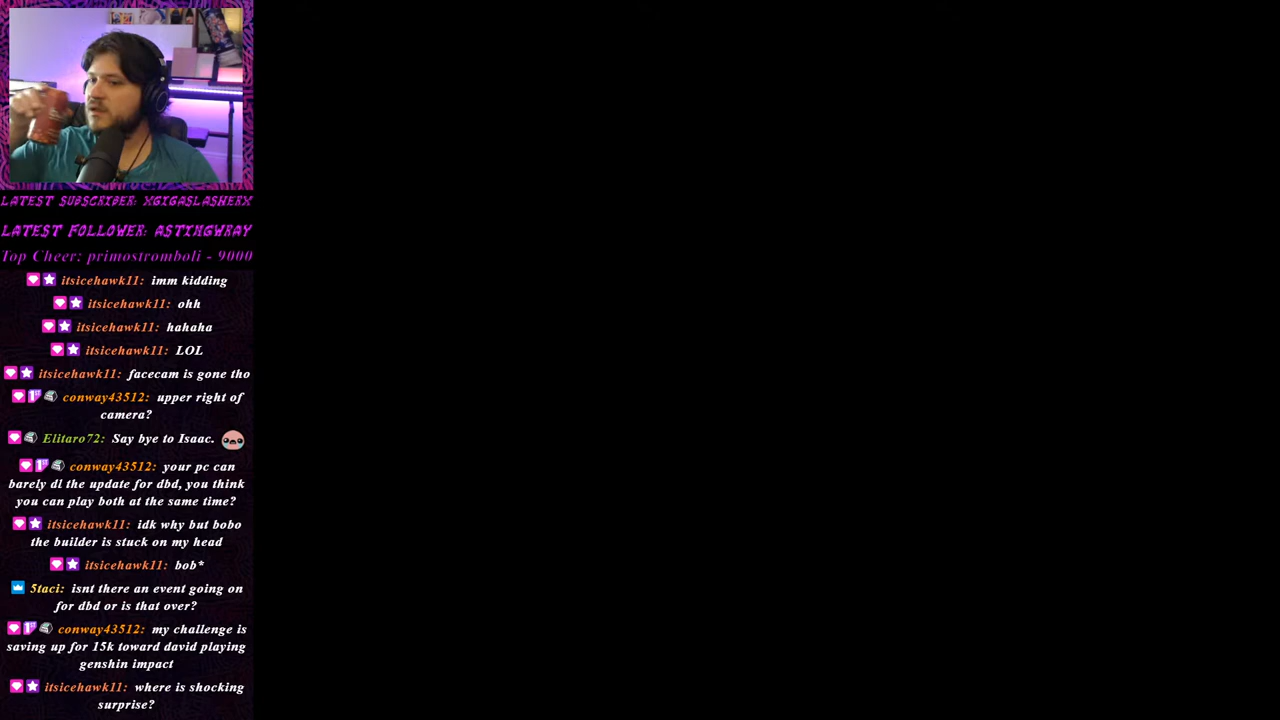 LATEST SUBSCRIBER: XGIGASLASHERX
LATEST FOLLOWER: ASTINGWRAY
Top Cheer: primostromboli - 9000
itsicehawk11: imm kidding
itsicehawk11: ohh
itsicehawk11: hahaha
itsicehawk11: LOL
itsicehawk11: facecam is gone tho
conway43512: upper right of
camera?
Elitaro72: Say bye to Isaac.
conway43512: your pc can
barely dl the update for dbd, you think
you can play both at the same time?
itsicehawk11: idk why but bobo
the builder is stuck on my head
itsicehawk11: bob*
5taci: isnt there an event going on
for dbd or is that over?
conway43512: my challenge is
saving up for 15k toward david playing
genshin impact
itsicehawk11: where is shocking
surprise?